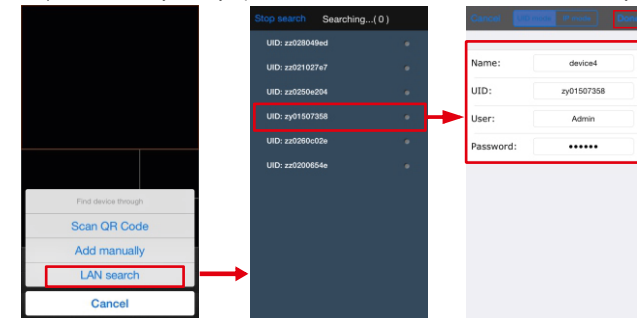 Find device through
Scan QR Code
Add manually
LAN search
Cancel
Stop search Searching...( 0 )
UID: zz028049ed
UID: zz021027e7
UID: zz0250e204
UID: zy01507358
UID: zz0260c02e
UID: zz0200654e
Cancel
Name: device4
UID: zy01507358
User: Admin
Password: ••••••